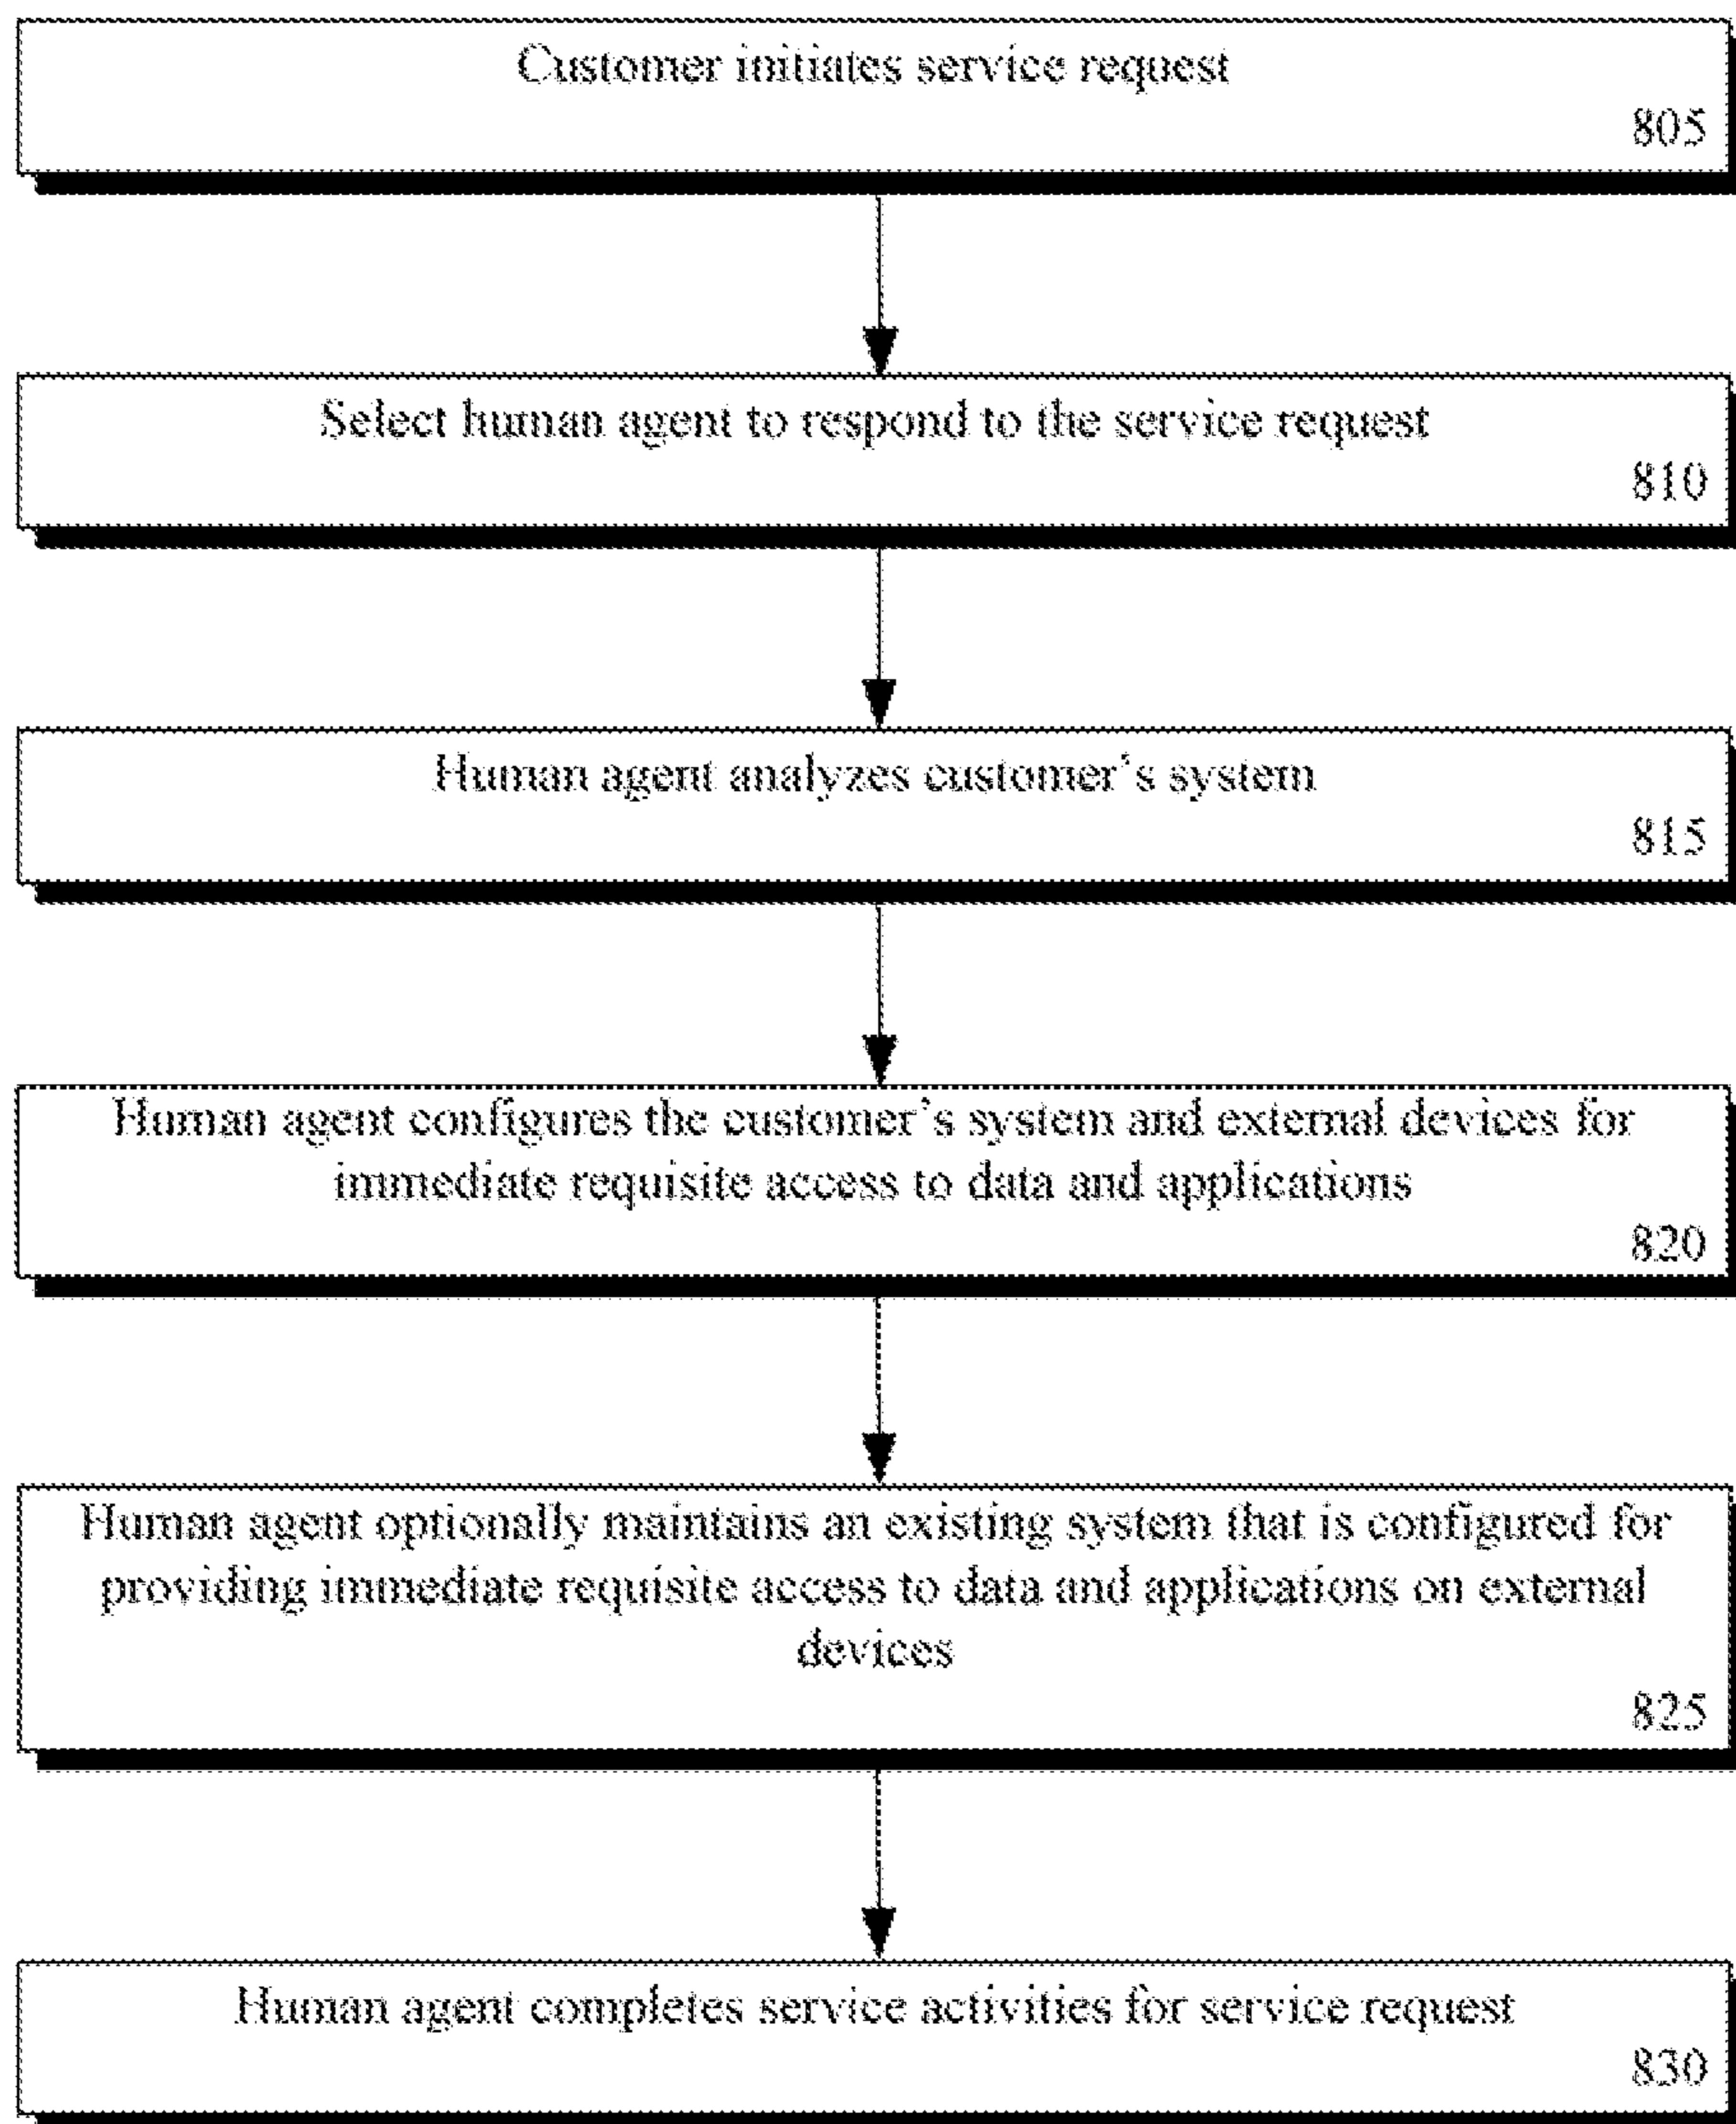 Customer initiates service request
805
Select human agent to respond to the service request
810
Human agent analyzes customer's system
815
Human agent configures the customer's system and external devices for
immediate requisite access to data and applications
820
Human agent optionally maintains an existing system that is configured for
providing immediate requisite access to data and applications on external
devices
825
Human agent completes service activities for service request
830